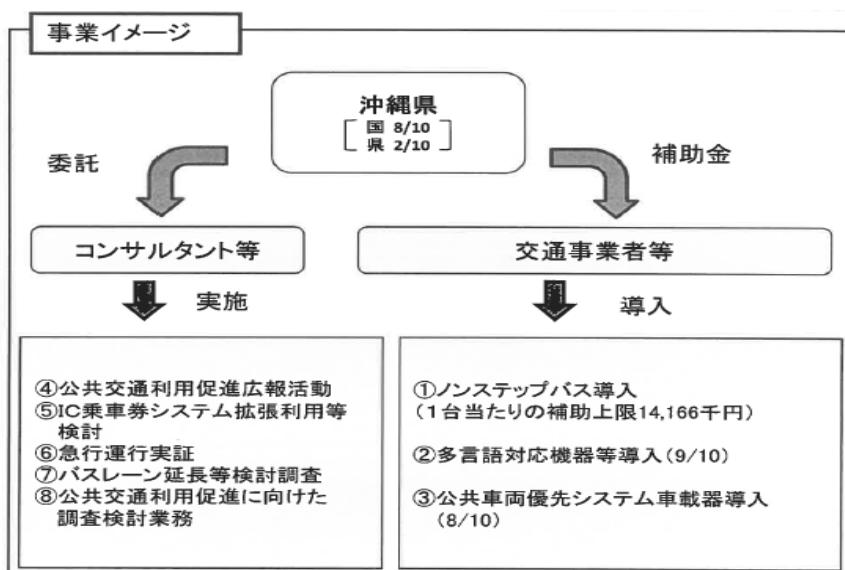 事業イメージ
沖縄県
国 8/10
県 2/10
委託
補助金
コンサルタント等
交通事業者等
実施
導入
④公共交通利用促進広報活動
⑤IC乗車券システム拡張利用等
検討
⑥急行運行実証
⑦バスレーン延長等検討調査
⑧公共交通利用促進に向けた
調査検討業務
①ノンステップバス導入
(1台当たりの補助上限14,166千円)
②多言語対応機器等導入(9/10)
③公共車両優先システム車載器導入
(8/10)